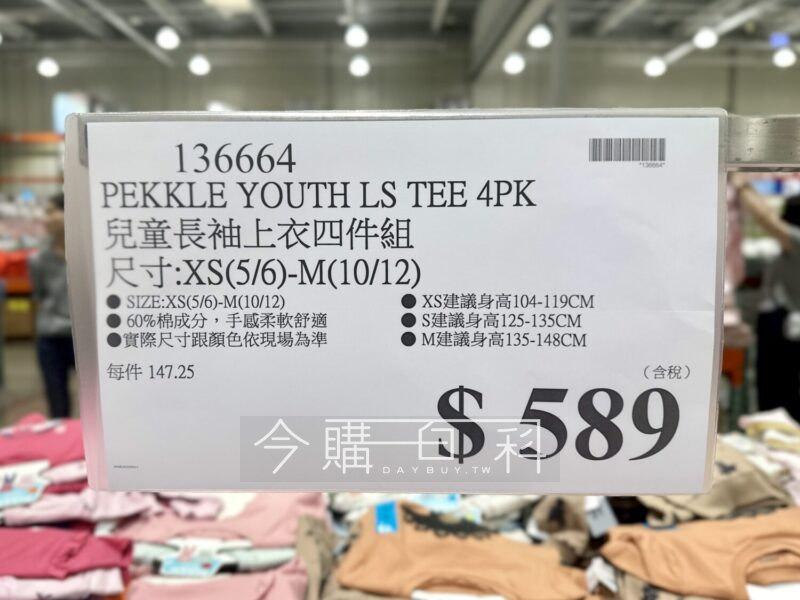 136664
"136664"
PEKKLE YOUTH LS TEE 4PK
兒童長袖上衣四件組
尺寸:XS(5/6)-M(10/12)
● SIZE:XS(5/6)-M(10/12)
● 60%棉成分，手感柔軟舒適
●實際尺寸跟顏色依現場為準
● XS建議身高104-119CM
● S建議身高125-135CM
● M建議身高135-148CM
每件 147.25
（含稅）
$ 589
今購百科
DAYBUY.TW